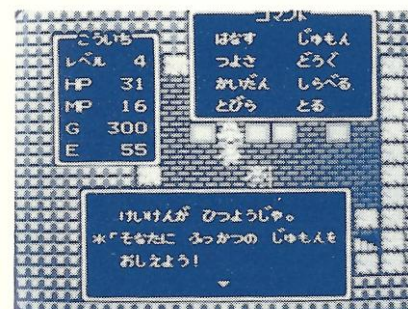 こういち
レベル 4
HP 31
MP 16
G 300
E 55
コマンド
はなす じゅもん
つよさ どうぐ
かいだん しらべる
とびら とる
けいけんが ひつようじゃ。
＊「そなたに ふっかつの じゅもんを
おしえよう！